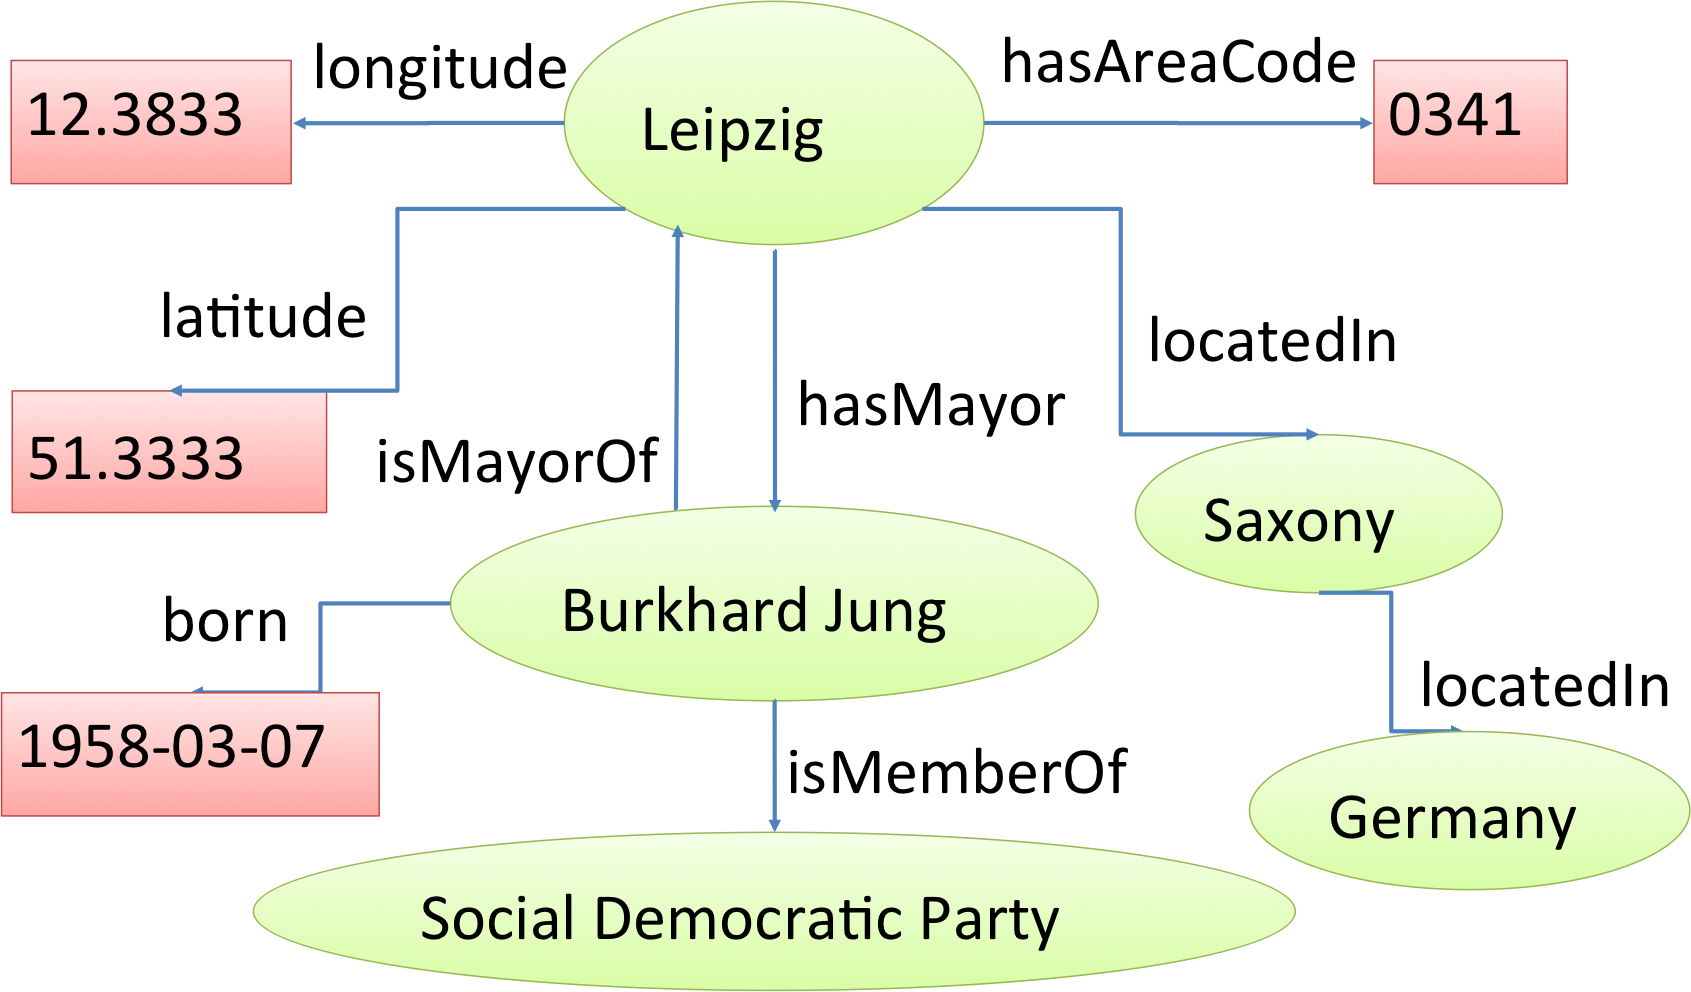 longitude
hasAreaCode
12.3833
Leipzig
0341
latitude
locatedIn
hasMayor
51.3333
isMayorOf
Saxony
born
Burkhard Jung
locatedIn
1958-03-07
isMemberOf
Germany
Social Democratic Party